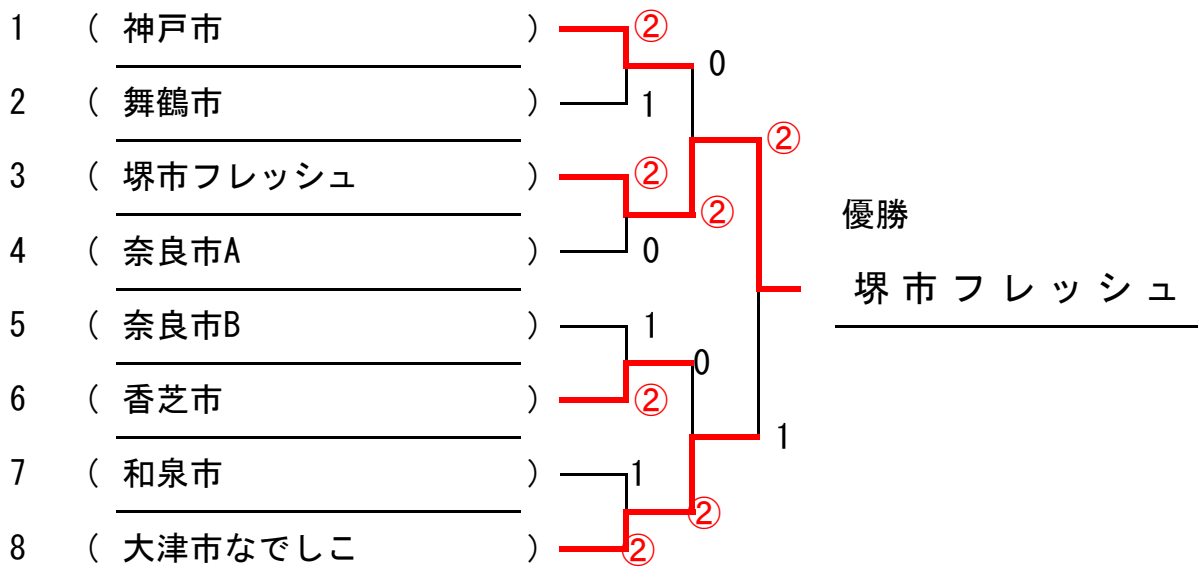 1 ( 神戸市 ) ②
0
2 ( 舞鶴市 ) 1
②
3 ( 堺市フレッシュ ) ②
②
優勝
4 ( 奈良市A ) 0
堺市フレッシュ
5 ( 奈良市B ) 1
0
6 ( 香芝市 ) ②
1
7 ( 和泉市 ) 1
②
8 ( 大津市なでしこ ) ②